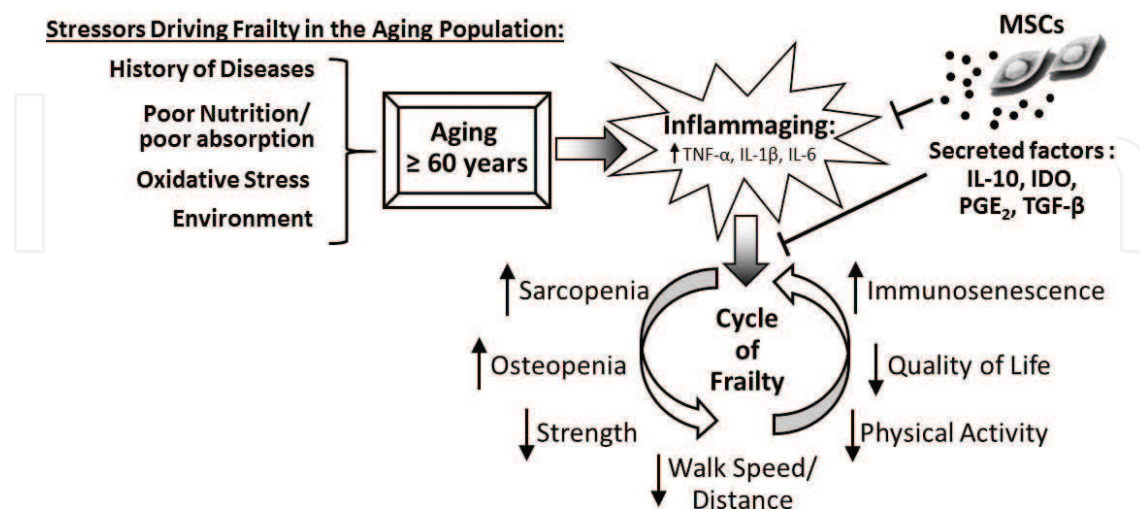 Stressors Driving Frailty in the Aging Population:
History of Diseases
Poor Nutrition/
poor absorption
Oxidative Stress
Environment
Aging
≥ 60 years
Inflammaging:
TNF-α, IL-1β, IL-6
MSCs
Secreted factors :
IL-10, IDO,
PGE₂, TGF-β
Sarcopenia
Osteopenia
Strength
Walk Speed/
Distance
Cycle
of
Frailty
Immunosenescence
Quality of Life
Physical Activity